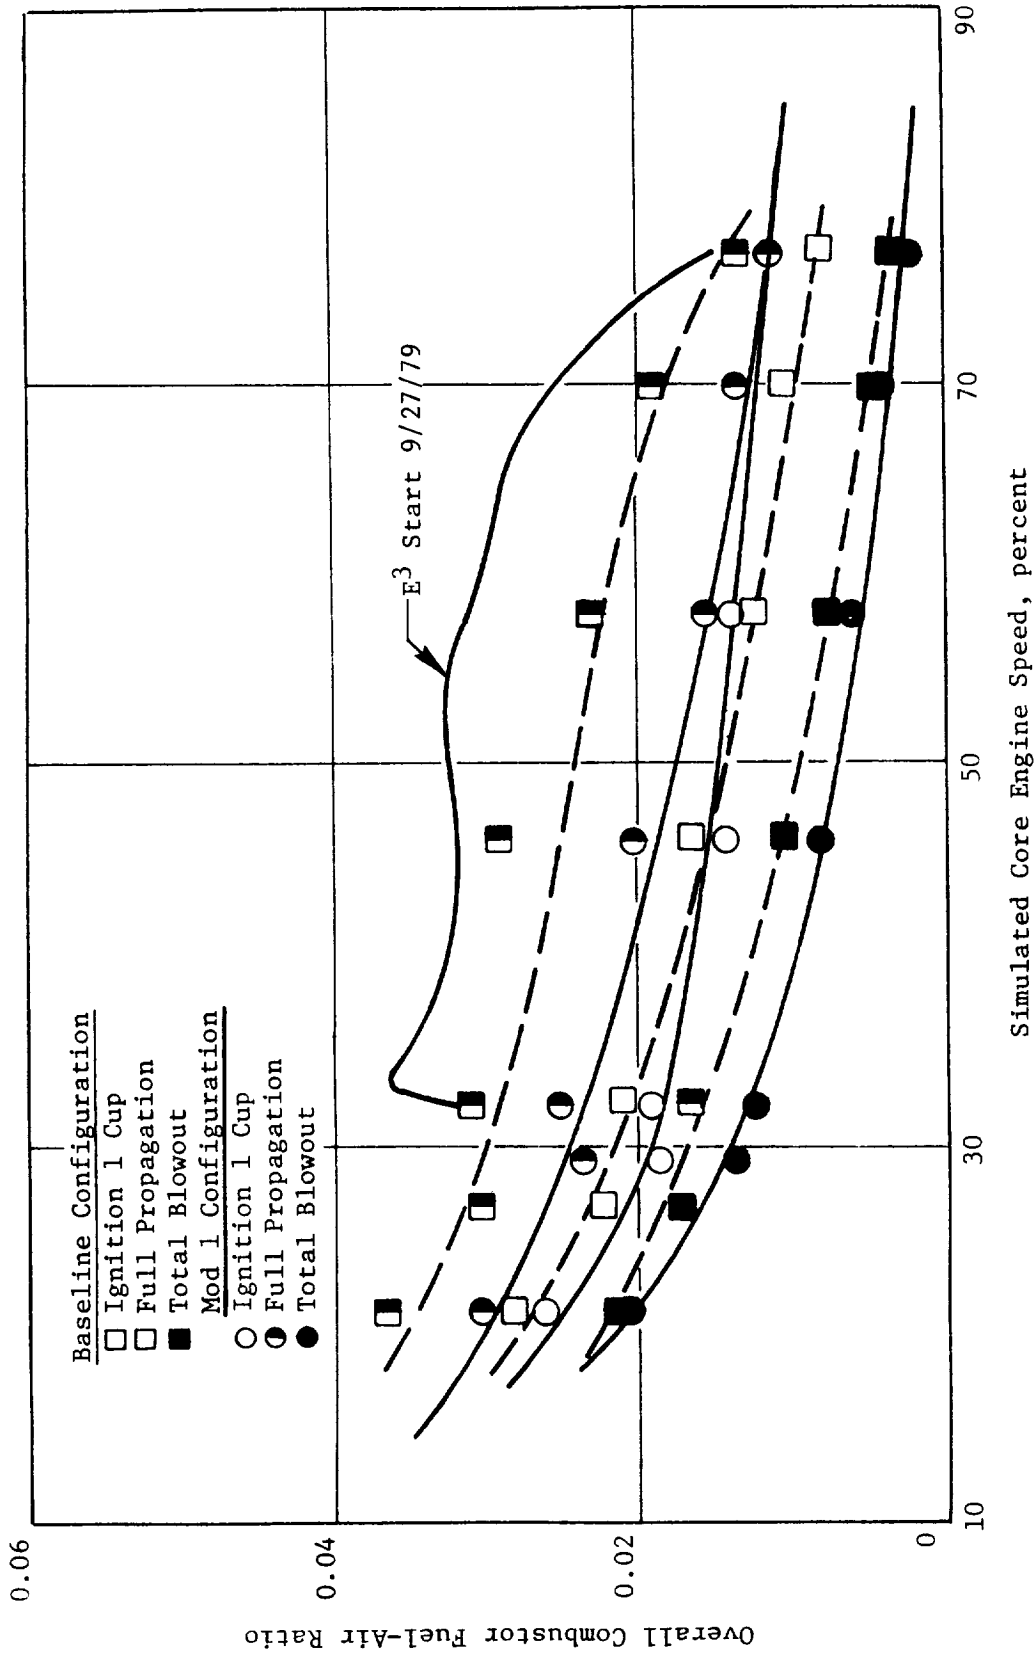 Baseline Configuration
Ignition 1 Cup
Full Propagation
Total Blowout
Mod 1 Configuration
Ignition 1 Cup
Full Propagation
Total Blowout
E³ Start 9/27/79
Overall Combustor Fuel-Air Ratio
0.06
0.04
0.02
0
10
30
50
70
90
Simulated Core Engine Speed, percent